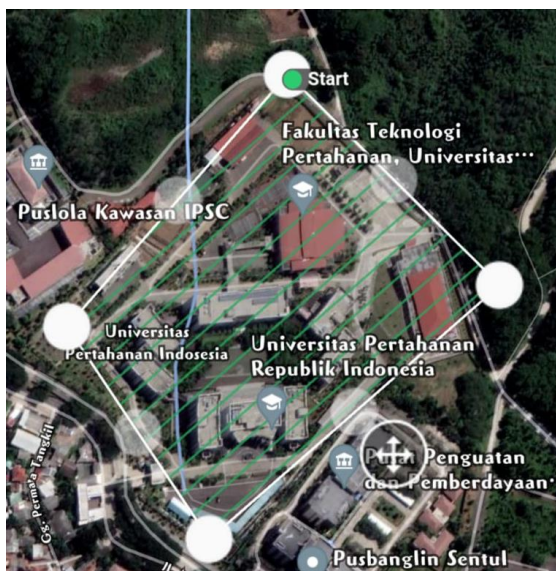 Start
Fakultas Teknologi
Pertahanan, Universitas...
Puslola Kawasan IPSC
Universitas
Pertahanan Indosesia
Universitas Pertahanan
Republik Indonesia
Gg. Permata Tangkil
Pusat Penguatan
dan Pemberdayaan...
Pusbanglin Sentul